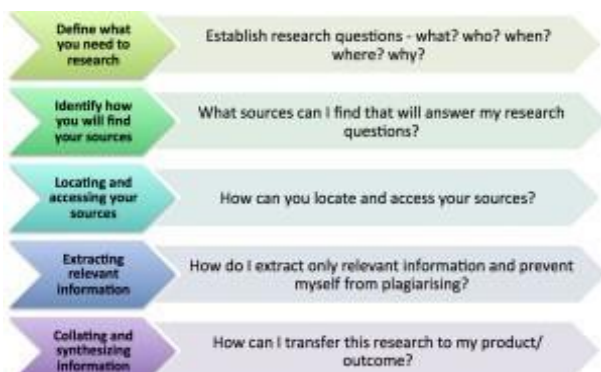 Define what
you need to
research
Establish research questions - what? who? when?
where? why?
Identify how
you will find
your sources
What sources can I find that will answer my research
questions?
Locating and
accessing your
sources
How can you locate and access your sources?
Extracting
relevant
information
How do I extract only relevant information and prevent
myself from plagiarising?
Collating and
synthesizing
information
How can I transfer this research to my product/
outcome?